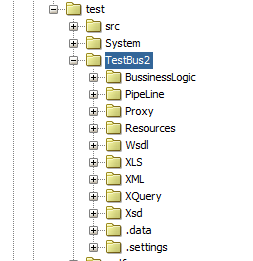 test
src
System
TestBus2
BussinessLogic
PipeLine
Proxy
Resources
Wsdl
XLS
XML
XQuery
Xsd
.data
.settings